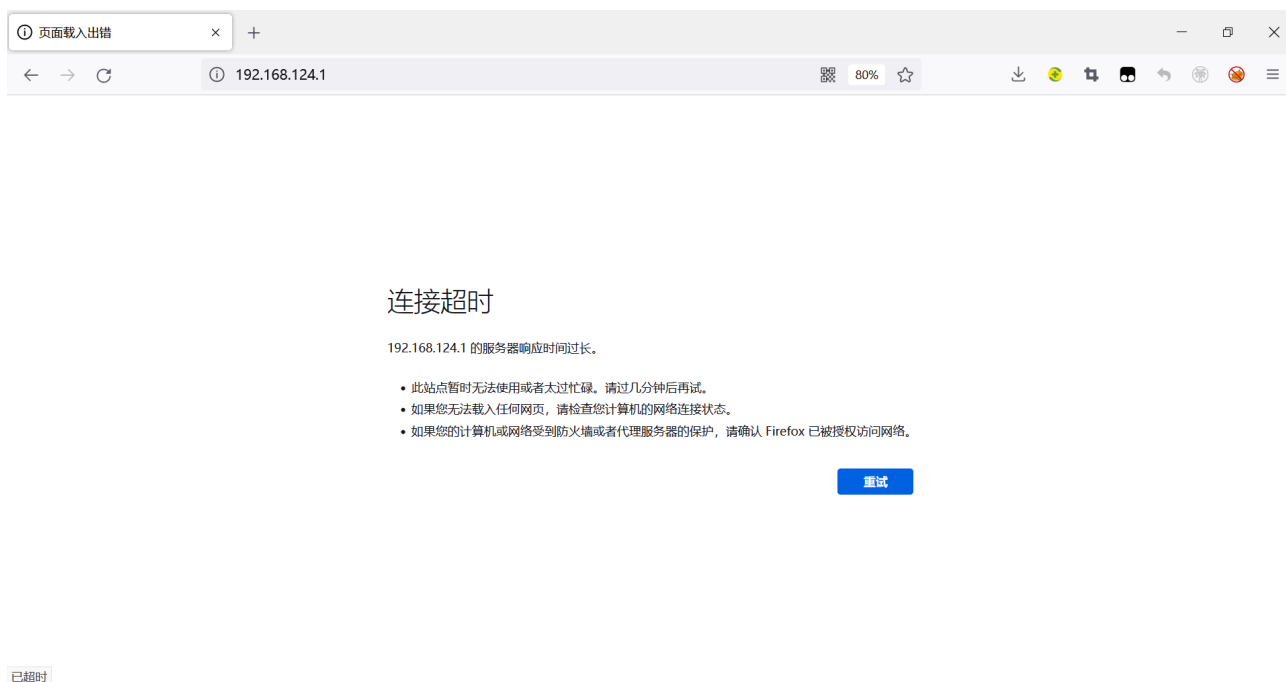 页面载入出错
192.168.124.1
80%
连接超时
192.168.124.1 的服务器响应时间过长。
此站点暂时无法使用或者太过忙碌。请过几分钟后再试。
如果您无法载入任何网页，请检查您计算机的网络连接状态。
如果您的计算机或网络受到防火墙或者代理服务器的保护，请确认 Firefox 已被授权访问网络。
重试
已超时